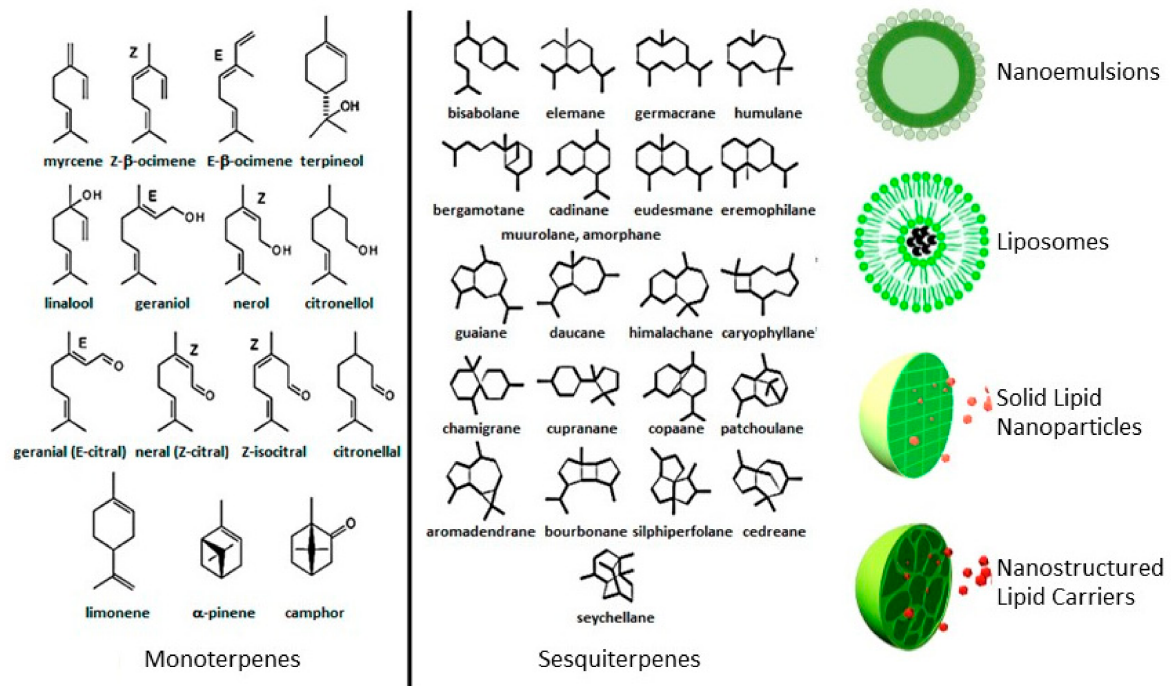 Z
E
OH
myrcene Z-β-ocimene E-β-ocimene terpineol
OH
E
OH
Z
OH
OH
linalool geraniol nerol citronellol
E
O
Z
O
Z
O
O
geranial (E-citral) neral (Z-citral) Z-isocitral citronellal
O
limonene α-pinene camphor
Monoterpenes
bisabolane elemane germacrane humulane
bergamotane cadinane eudesmane eremophilane
muurolane, amorphane
guaiane daucane himalachane caryophyllane
chamigrane cupranane copaane patchoulane
aromadendrane bourbonane silphiperfolane cedreane
seychellane
Sesquiterpenes
Nanoemulsions
Liposomes
Solid Lipid
Nanoparticles
Nanostructured
Lipid Carriers